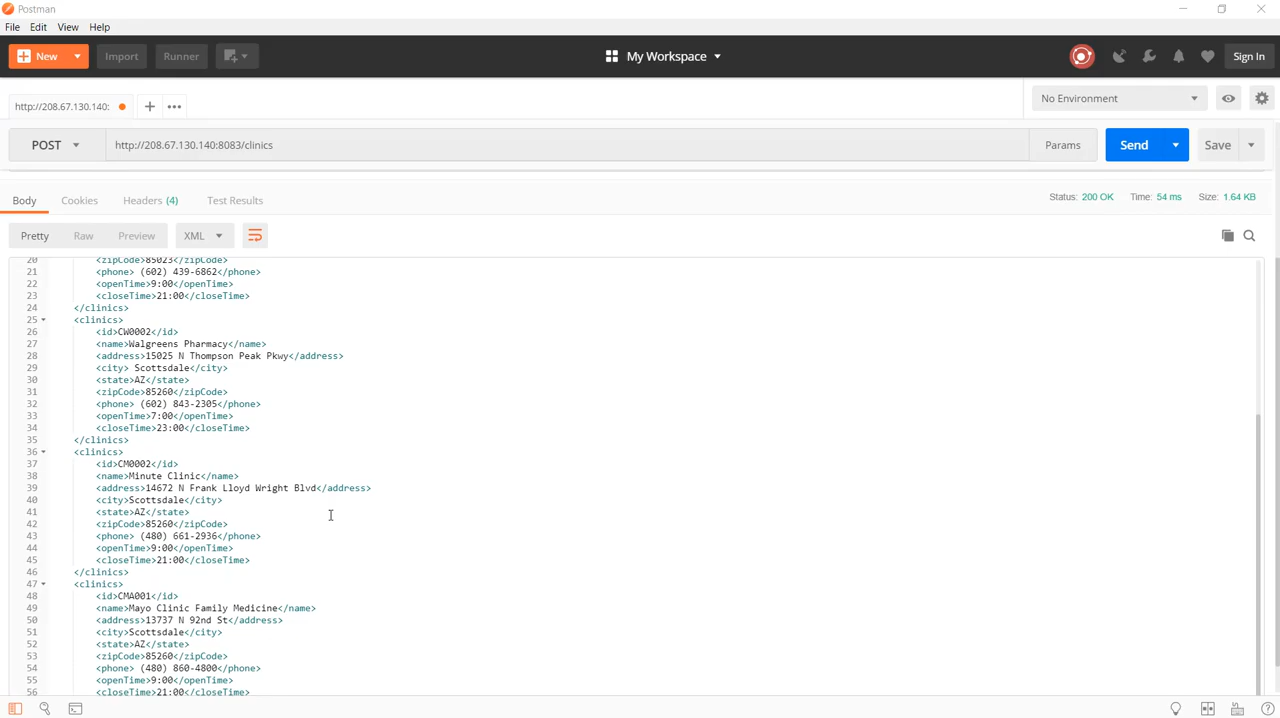 Postman
File Edit View Help
New Import Runner My Workspace Sign In
http://208.67.130.140: No Environment
POST http://208.67.130.140:8083/clinics Params Send Save
Body Cookies Headers (4) Test Results Status: 200 OK Time: 54 ms Size: 1.64 KB
Pretty Raw Preview XML
20 <zipCode>85023</zipCode>
21 <phone> (602) 439-6862</phone>
22 <openTime>9:00</openTime>
23 <closeTime>21:00</closeTime>
24 </clinics>
25 <clinics>
26 <id>CW0002</id>
27 <name>Walgreens Pharmacy</name>
28 <address>15025 N Thompson Peak Pkwy</address>
29 <city> Scottsdale</city>
30 <state>AZ</state>
31 <zipCode>85260</zipCode>
32 <phone> (602) 843-2305</phone>
33 <openTime>7:00</openTime>
34 <closeTime>23:00</closeTime>
35 </clinics>
36 <clinics>
37 <id>CM0002</id>
38 <name>Minute Clinic</name>
39 <address>14672 N Frank Lloyd Wright Blvd</address>
40 <city>Scottsdale</city>
41 <state>AZ</state>
42 <zipCode>85260</zipCode>
43 <phone> (480) 661-2936</phone>
44 <openTime>9:00</openTime>
45 <closeTime>21:00</closeTime>
46 </clinics>
47 <clinics>
48 <id>CMA001</id>
49 <name>Mayo Clinic Family Medicine</name>
50 <address>13737 N 92nd St</address>
51 <city>Scottsdale</city>
52 <state>AZ</state>
53 <zipCode>85260</zipCode>
54 <phone> (480) 860-4800</phone>
55 <openTime>9:00</openTime>
56 <closeTime>21:00</closeTime>